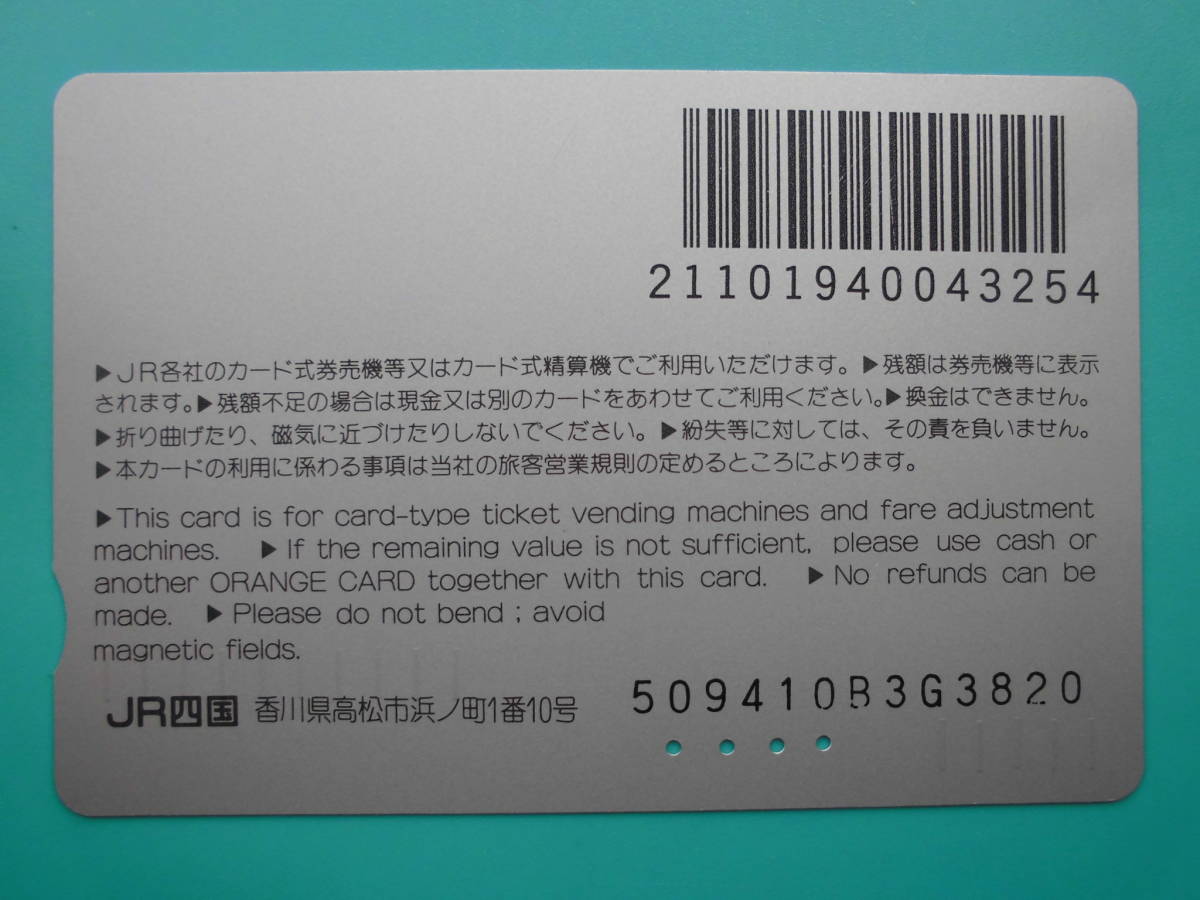 21101940043254
▶JR各社のカード式券売機等又はカード式精算機でご利用いただけます。▶残額は券売機等に表示
されます。▶残額不足の場合は現金又は別のカードをあわせてご利用ください。▶換金はできません。
▶折り曲げたり、磁気に近づけたりしないでください。▶紛失等に対しては、その責を負いません。
▶本カードの利用に係わる事項は当社の旅客営業規則の定めるところによります。
▶This card is for card-type ticket vending machines and fare adjustment
machines. ▶If the remaining value is not sufficient, please use cash or
another ORANGE CARD together with this card. ▶No refunds can be
made. ▶Please do not bend ; avoid
magnetic fields.
JR四国 香川県高松市浜ノ町1番10号
509410B3G3820